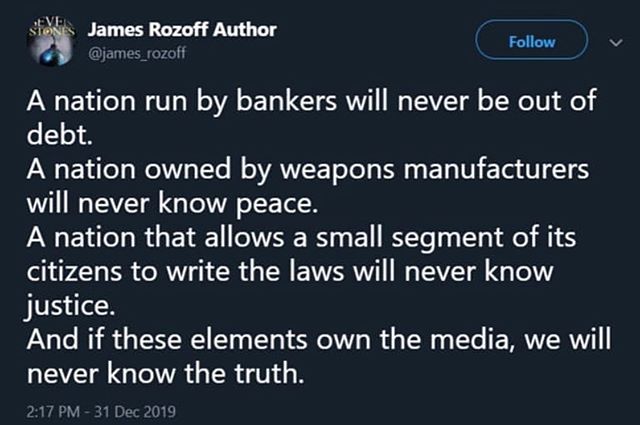 SEVEN
STONES
James Rozoff Author
@james_rozoff
Follow
A nation run by bankers will never be out of
debt.
A nation owned by weapons manufacturers
will never know peace.
A nation that allows a small segment of its
citizens to write the laws will never know
justice.
And if these elements own the media, we will
never know the truth.
2:17 PM - 31 Dec 2019